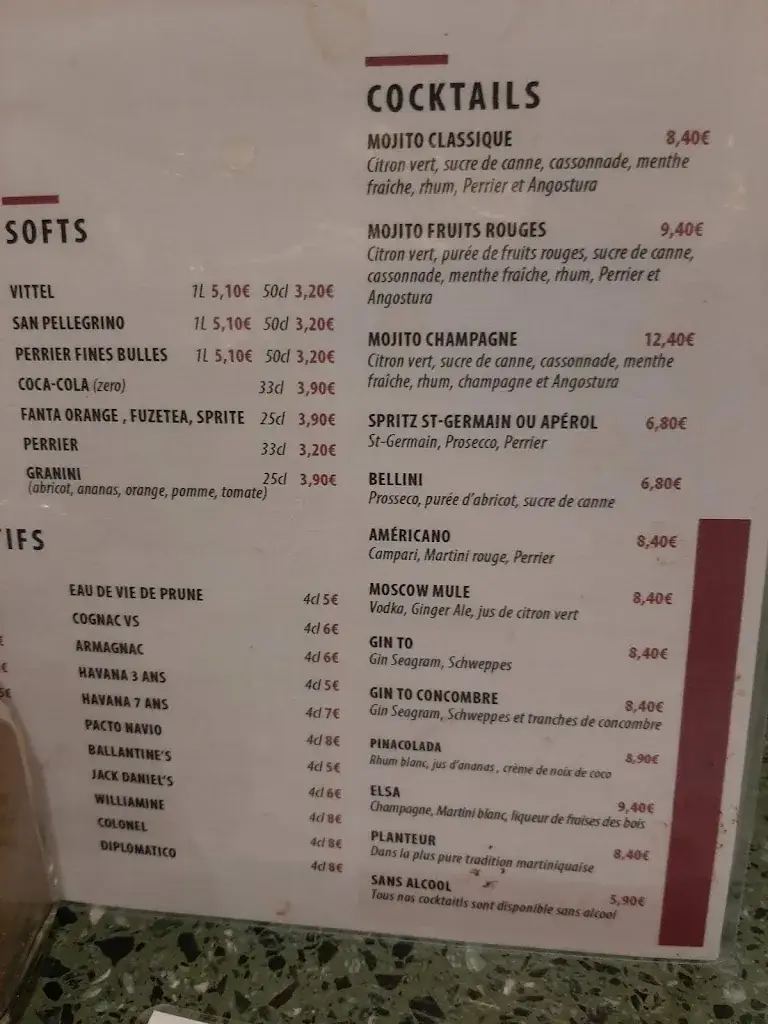 SOFTS
VITTEL 1L 5,10€ 50cl 3,20€
SAN PELLEGRINO 1L 5,10€ 50cl 3,20€
PERRIER FINES BULLES 1L 5,10€ 50cl 3,20€
COCA-COLA (zero) 33cl 3,90€
FANTA ORANGE , FUZETEA, SPRITE 25cl 3,90€
PERRIER 33cl 3,20€
GRANINI 25cl 3,90€
(abricot, ananas, orange, pomme, tomate)
TIFS
EAU DE VIE DE PRUNE 4cl 5€
COGNAC VS 4cl 6€
ARMAGNAC 4cl 6€
HAVANA 3 ANS 4cl 5€
HAVANA 7 ANS 4cl 7€
PACTO NAVIO 4cl 8€
BALLANTINE'S 4cl 5€
JACK DANIEL'S 4cl 6€
WILLIAMINE 4cl 8€
COLONEL 4cl 8€
DIPLOMATICO 4cl 8€
COCKTAILS
MOJITO CLASSIQUE 8,40€
Citron vert, sucre de canne, cassonnade, menthe
fraîche, rhum, Perrier et Angostura
MOJITO FRUITS ROUGES 9,40€
Citron vert, purée de fruits rouges, sucre de canne,
cassonnade, menthe fraîche, rhum, Perrier et
Angostura
MOJITO CHAMPAGNE 12,40€
Citron vert, sucre de canne, cassonnade, menthe
fraîche, rhum, champagne et Angostura
SPRITZ ST-GERMAIN OU APÉROL 6,80€
St-Germain, Prosecco, Perrier
BELLINI 6,80€
Prosseco, purée d'abricot, sucre de canne
AMÉRICANO 8,40€
Campari, Martini rouge, Perrier
MOSCOW MULE 8,40€
Vodka, Ginger Ale, jus de citron vert
GIN TO 8,40€
Gin Seagram, Schweppes
GIN TO CONCOMBRE 8,40€
Gin Seagram, Schweppes et tranches de concombre
PINACOLADA 8,90€
Rhum blanc, jus d'ananas, crème de noix de coco
ELSA 9,40€
Champagne, Martini blanc, liqueur de fraises des bois
PLANTEUR 8,40€
Dans la plus pure tradition martiniquaise
SANS ALCOOL 5,90€
Tous nos cocktaitls sont disponible sans alcool